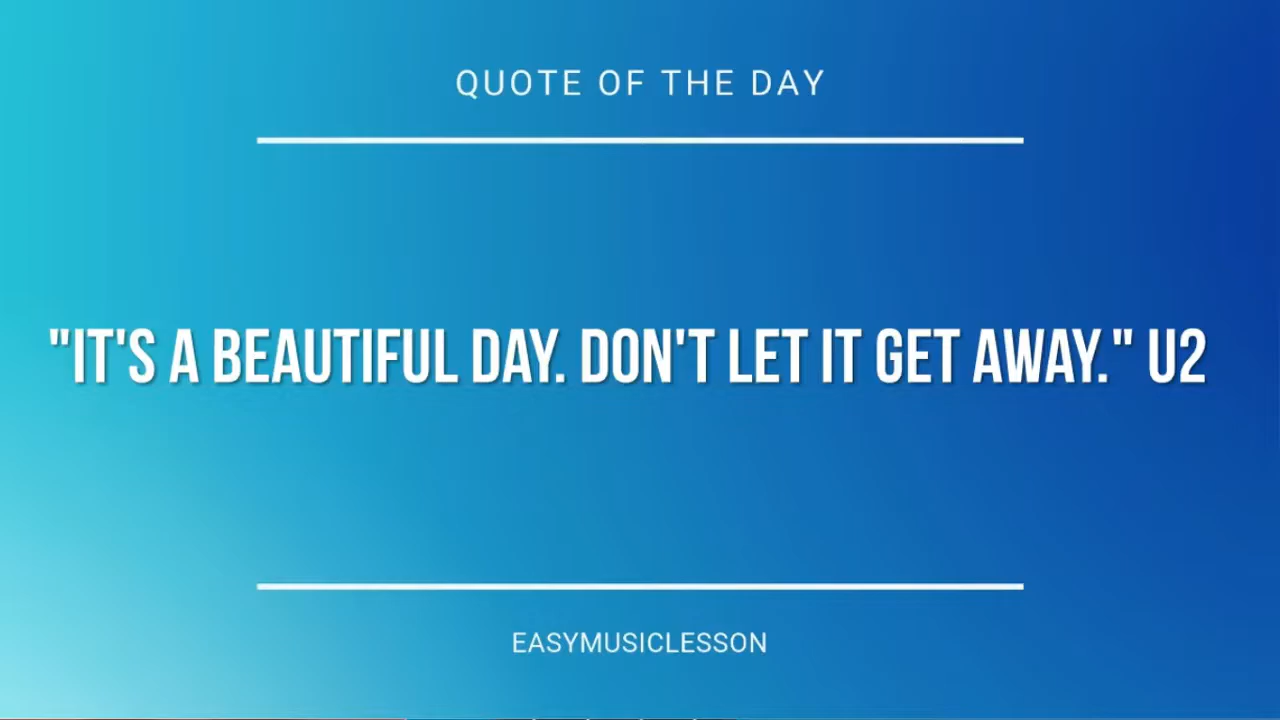 QUOTE OF THE DAY
"IT'S A BEAUTIFUL DAY. DON'T LET IT GET AWAY." U2
EASYMUSICLESSON